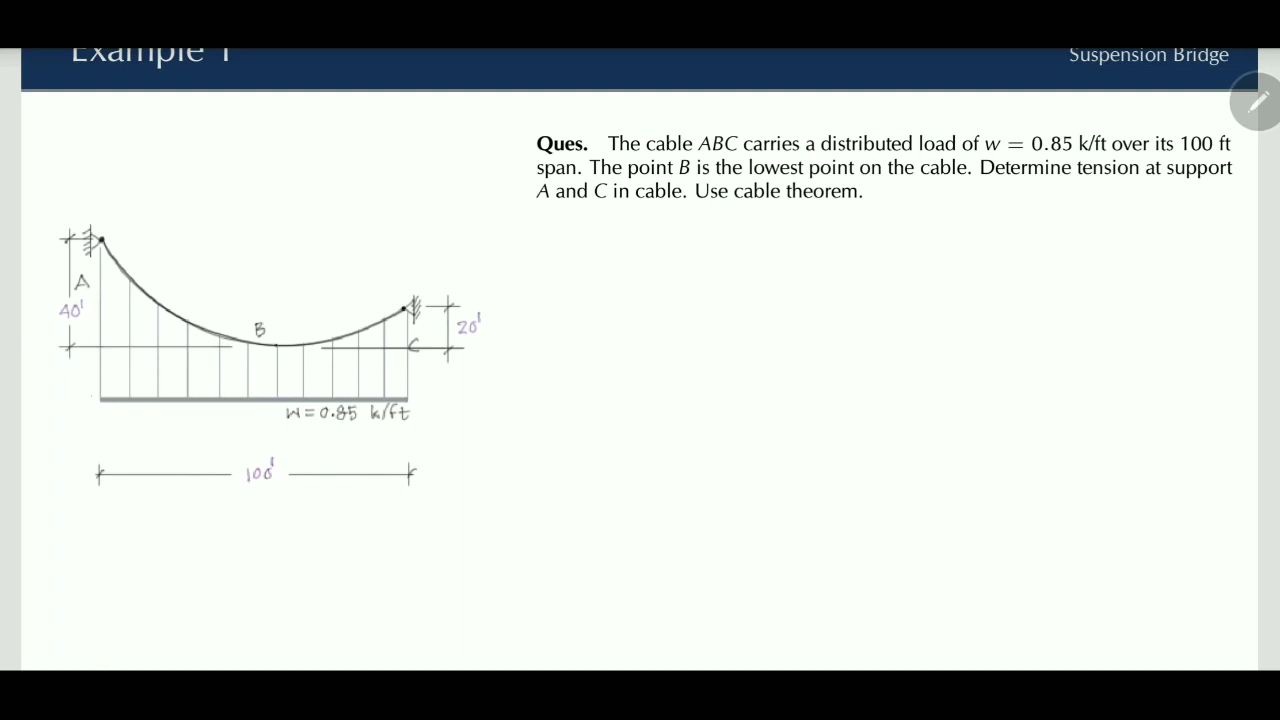 Example 1
Suspension Bridge
Ques. The cable ABC carries a distributed load of w = 0.85 k/ft over its 100 ft
span. The point B is the lowest point on the cable. Determine tension at support
A and C in cable. Use cable theorem.
A
40'
B
20'
C
w = 0.85 k/ft
100'